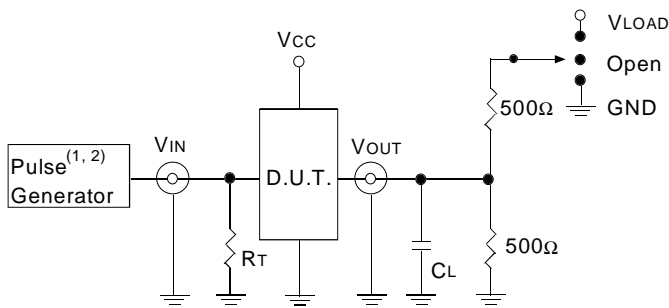 VLOAD
VCC
Open
500Ω
GND
VIN
VOUT
Pulse(1, 2)
Generator
D.U.T.
RT
CL
500Ω